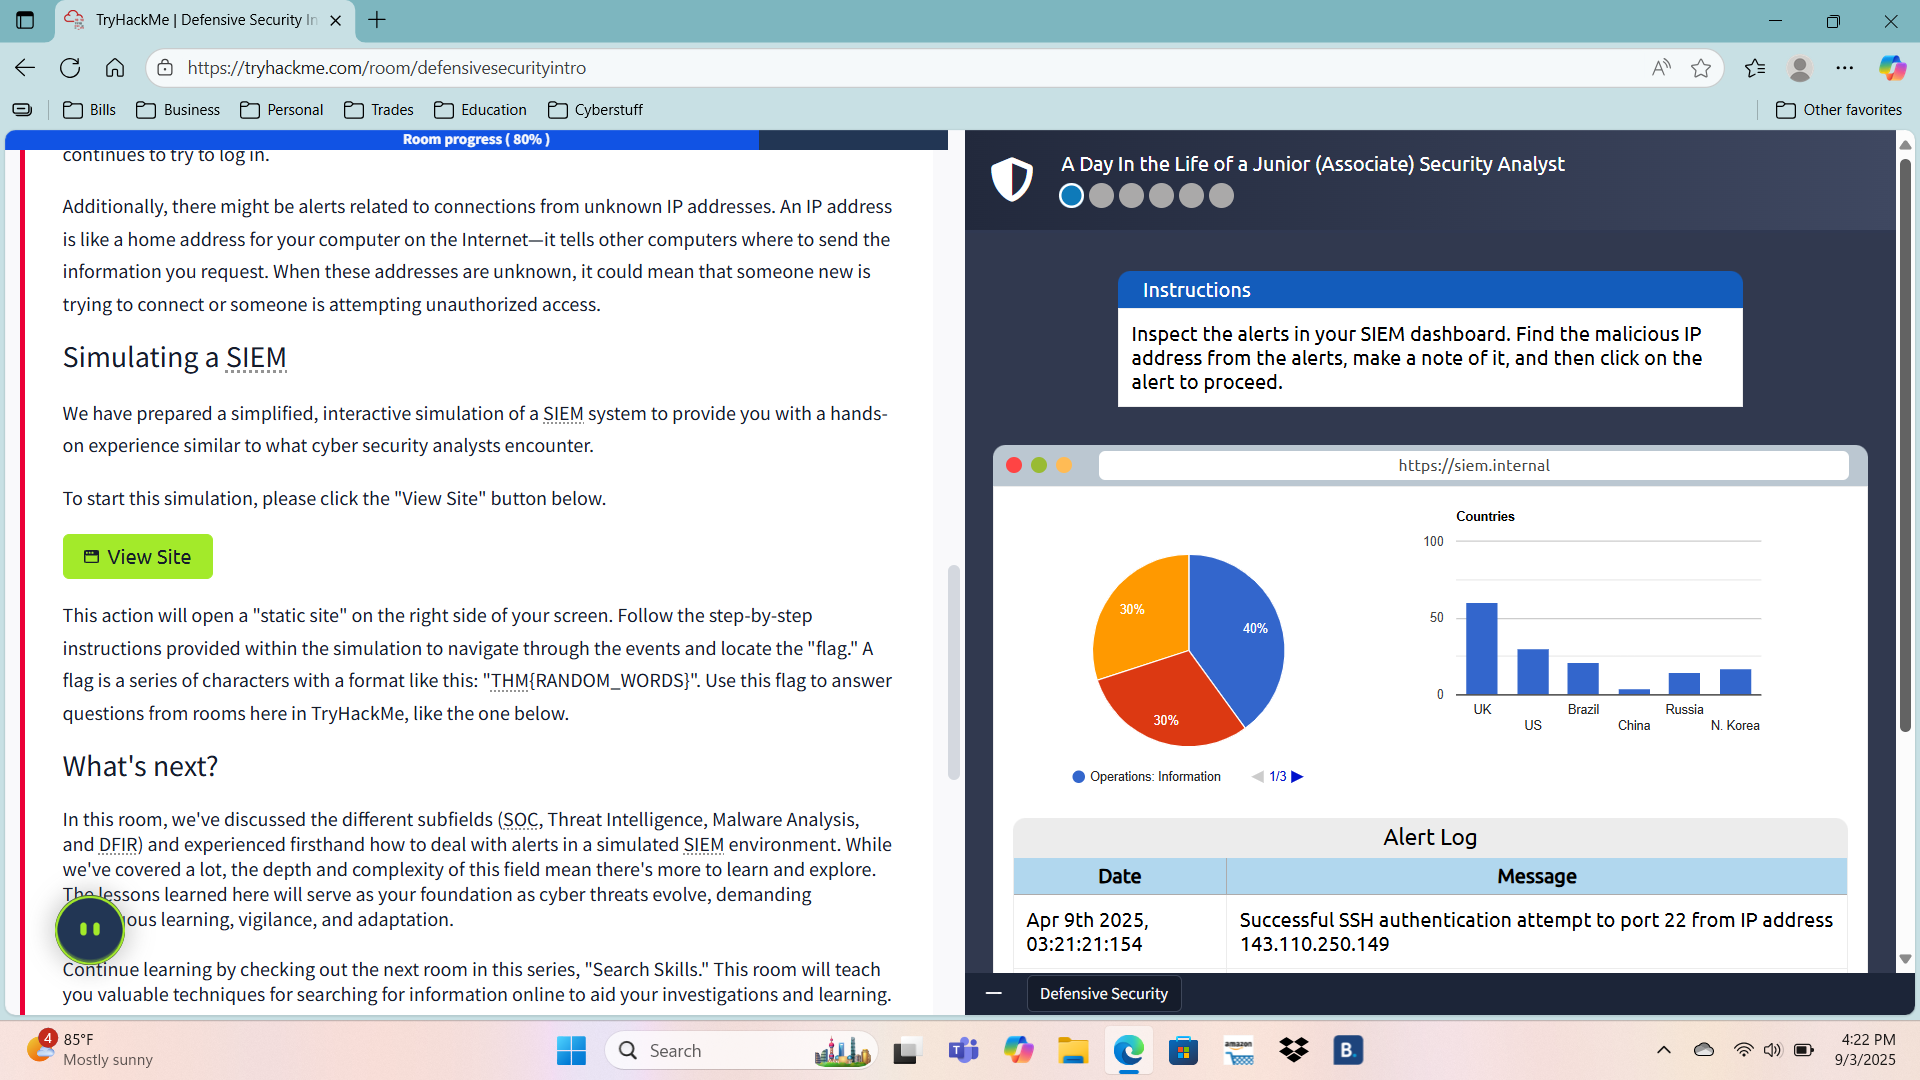 TryHackMe | Defensive Security In
https://tryhackme.com/room/defensivesecurityintro
Bills
Business
Personal
Trades
Education
Cyberstuff
Other favorites
Room progress ( 80% )
continues to try to log in.
Additionally, there might be alerts related to connections from unknown IP addresses. An IP address
is like a home address for your computer on the Internet—it tells other computers where to send the
information you request. When these addresses are unknown, it could mean that someone new is
trying to connect or someone is attempting unauthorized access.
Simulating a SIEM
We have prepared a simplified, interactive simulation of a SIEM system to provide you with a hands-
on experience similar to what cyber security analysts encounter.
To start this simulation, please click the "View Site" button below.
View Site
This action will open a "static site" on the right side of your screen. Follow the step-by-step
instructions provided within the simulation to navigate through the events and locate the "flag." A
flag is a series of characters with a format like this: "THM{RANDOM_WORDS}". Use this flag to answer
questions from rooms here in TryHackMe, like the one below.
What's next?
In this room, we've discussed the different subfields (SOC, Threat Intelligence, Malware Analysis,
and DFIR) and experienced firsthand how to deal with alerts in a simulated SIEM environment. While
we've covered a lot, the depth and complexity of this field mean there's more to learn and explore.
The lessons learned here will serve as your foundation as cyber threats evolve, demanding
ous learning, vigilance, and adaptation.
Continue learning by checking out the next room in this series, "Search Skills." This room will teach
you valuable techniques for searching for information online to aid your investigations and learning.
A Day In the Life of a Junior (Associate) Security Analyst
Instructions
Inspect the alerts in your SIEM dashboard. Find the malicious IP
address from the alerts, make a note of it, and then click on the
alert to proceed.
https://siem.internal
30%
40%
30%
Operations: Information
1/3
Countries
100
50
0
UK
US
Brazil
China
Russia
N. Korea
Alert Log
Date
Message
Apr 9th 2025,
03:21:21:154
Successful SSH authentication attempt to port 22 from IP address
143.110.250.149
Defensive Security
4
85°F
Mostly sunny
Search
amazon
B.
4:22 PM
9/3/2025